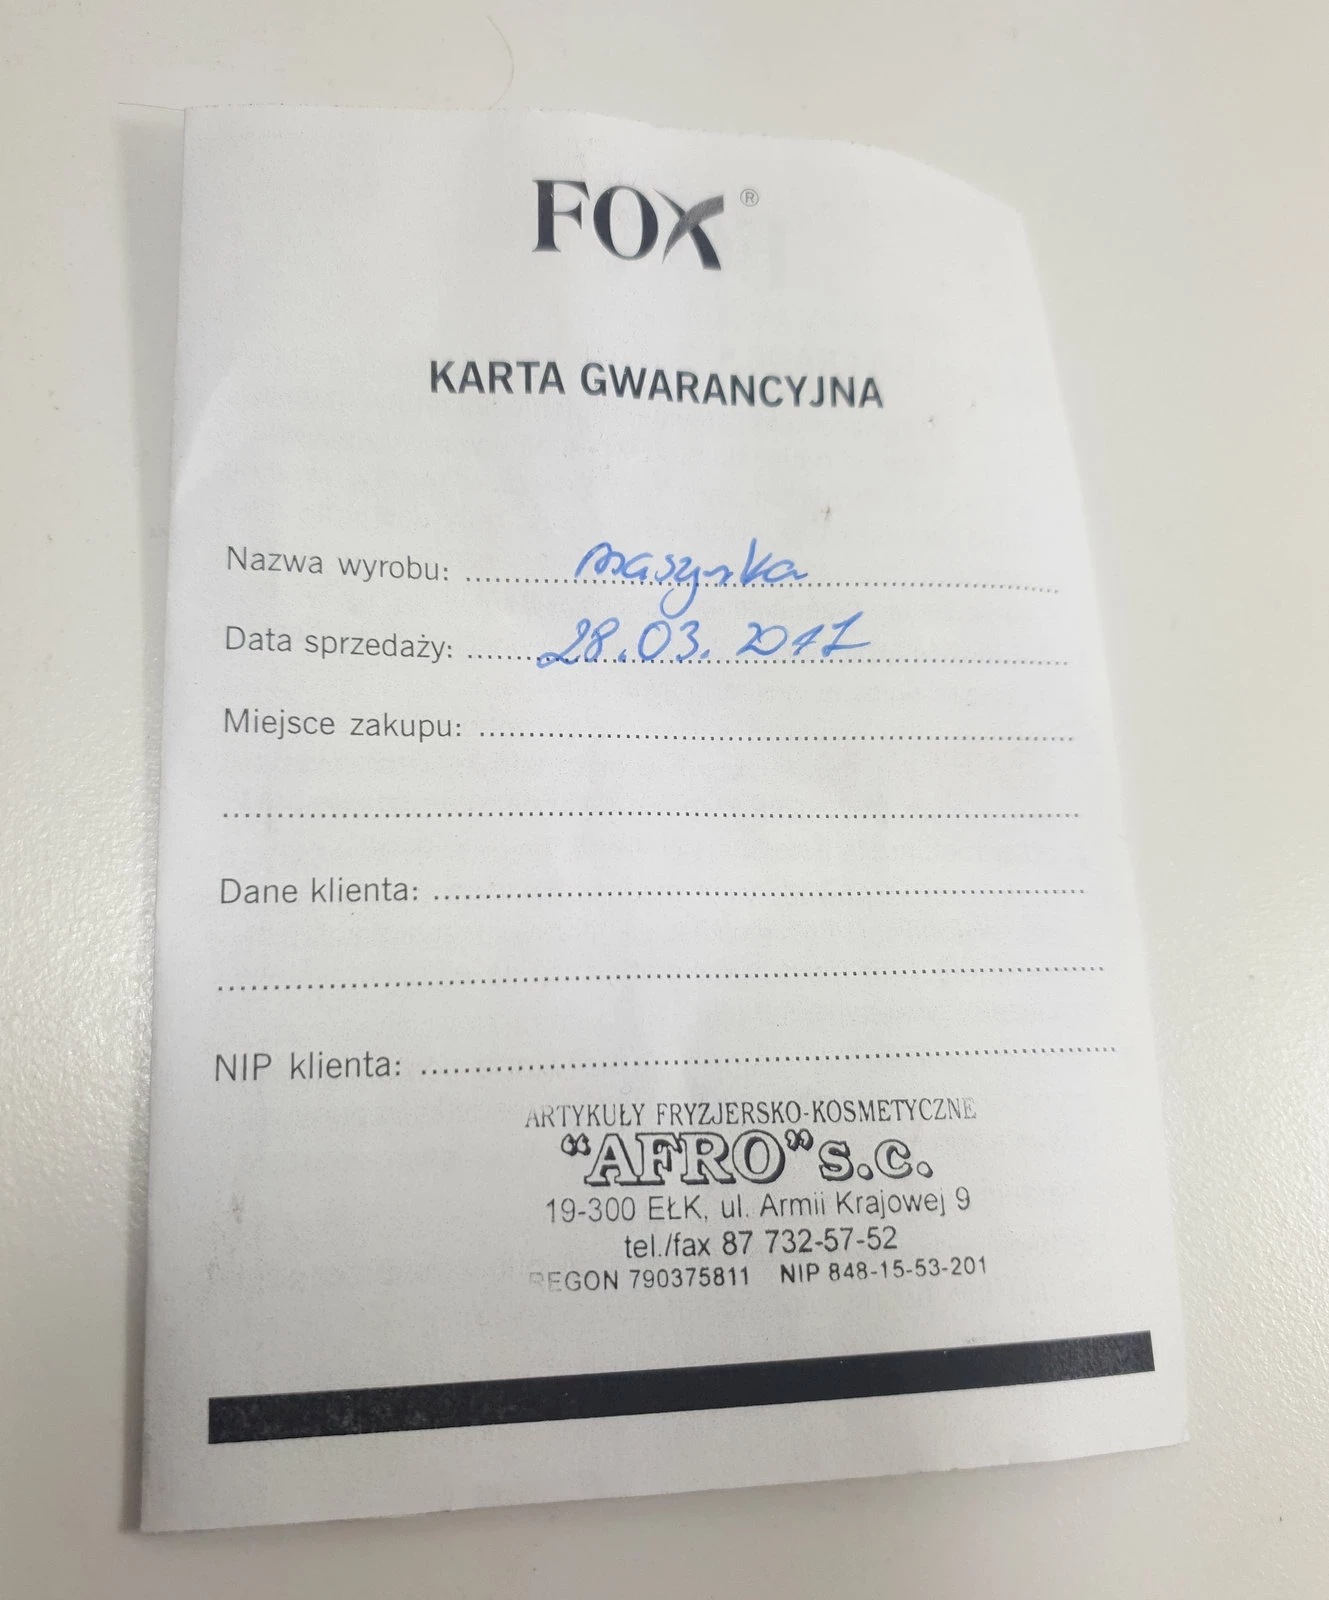 FOX®
KARTA GWARANCYJNA
Nazwa wyrobu: maszynka
Data sprzedaży: 28.03.2017
Miejsce zakupu:
Dane klienta:
NIP klienta:
ARTYKUŁY FRYZJERSKO-KOSMETYCZNE
"AFRO" s.c.
19-300 EŁK, ul. Armii Krajowej 9
tel./fax 87 732-57-52
REGON 790375811 NIP 848-15-53-201